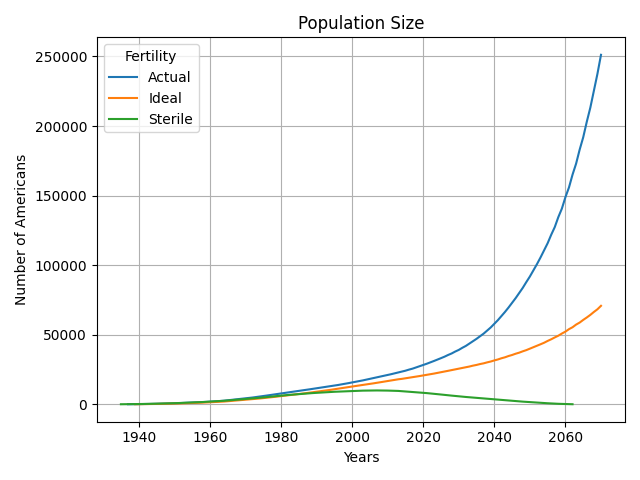 Population Size
Fertility
Actual
Ideal
Sterile
Number of Americans
250000
200000
150000
100000
50000
0
1940 1960 1980 2000 2020 2040 2060
Years